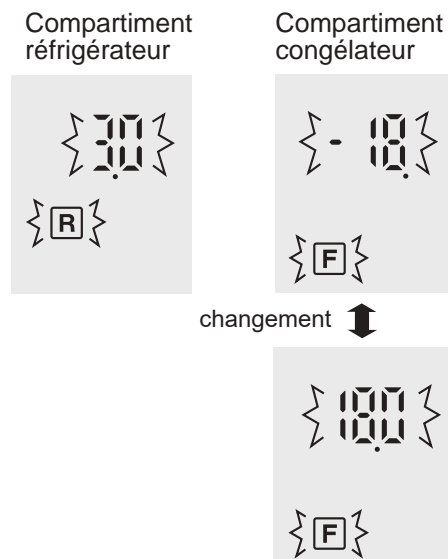 Compartiment
réfrigérateur
3.0
R
Compartiment
congélateur
- 18.
F
changement
18.0
F